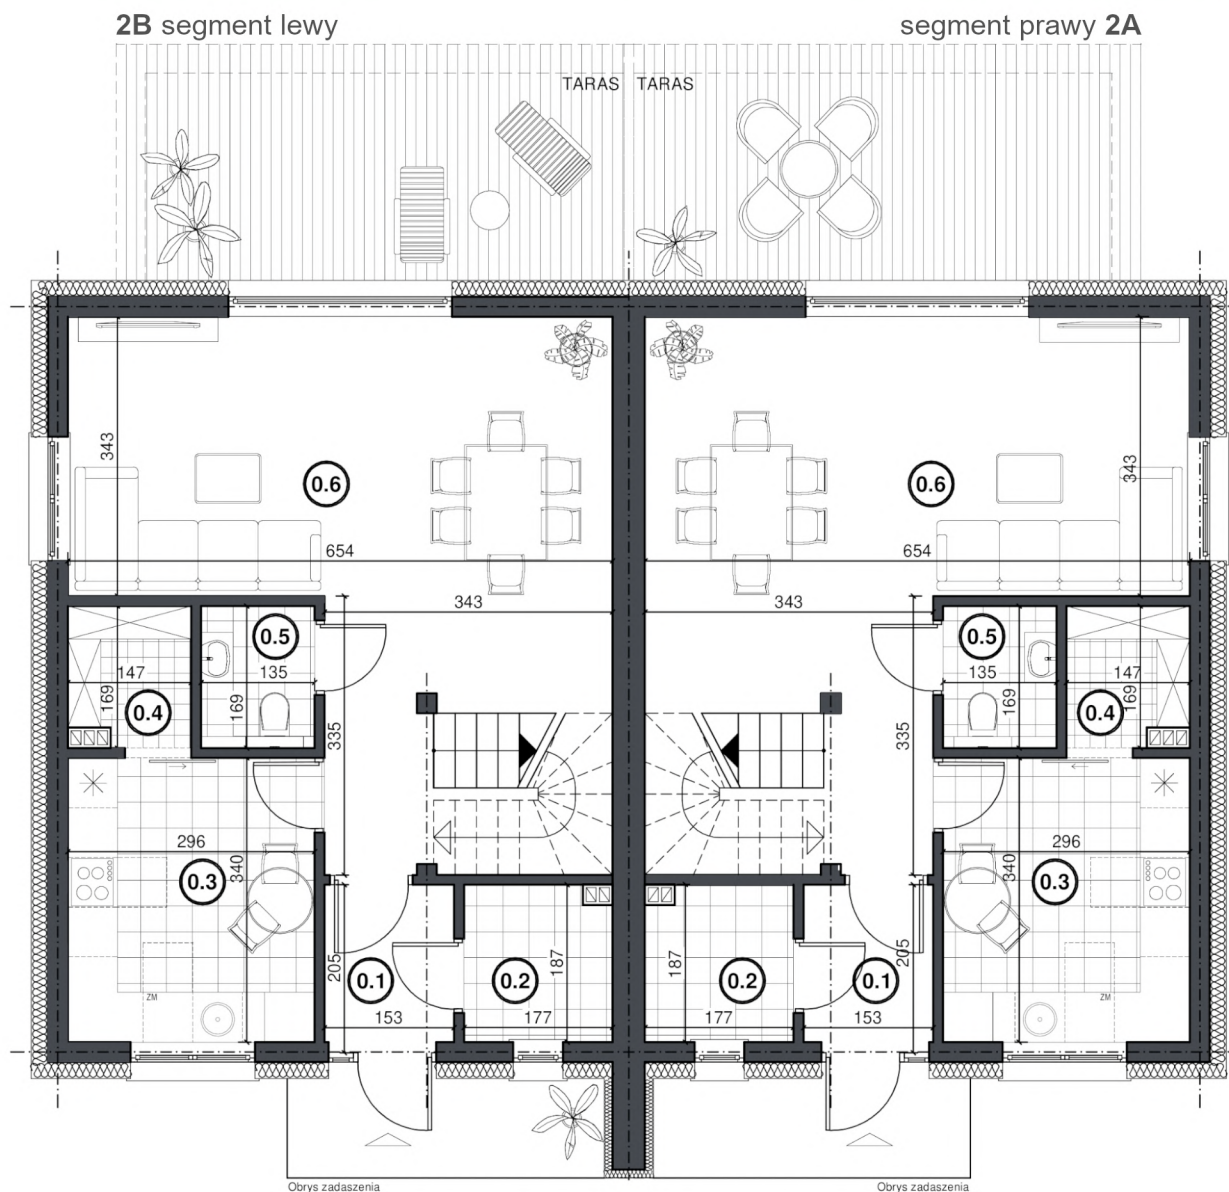 2B segment lewy segment prawy 2A
TARAS TARAS
343 343
0.6 0.6
654 654
343 343
0.5 0.5
147 135 135 147
169 169 169 169
0.4 0.4
335 335
296 296
340 340
0.3 0.3
205 187 187 205
0.1 0.2 0.2 0.1
ZM ZM
153 177 177 153
Obrys zadaszenia Obrys zadaszenia